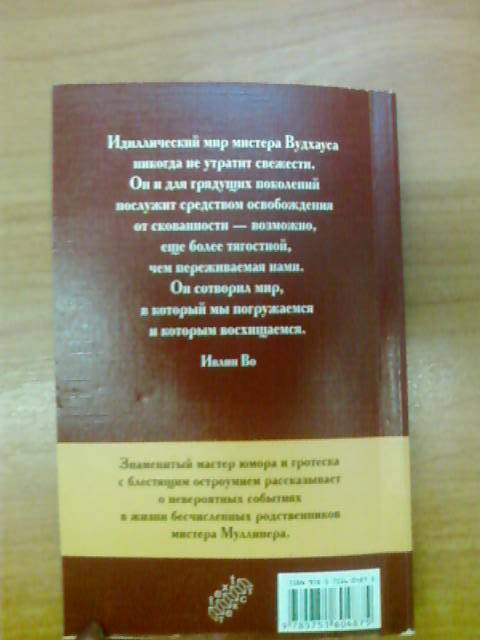 Идиллический мир мистера Вудхауса
никогда не утратит свежести.
Он и для грядущих поколений
послужит средством освобождения
от скованности — возможно,
еще более тягостной,
чем переживаемая нами.
Он сотворил мир,
в который мы погружаемся
и которым восхищаемся.
Ивлин Во
Знаменитый мастер юмора и гротеска
с блестящим остроумием рассказывает
о невероятных событиях
в жизни бесчисленных родственников
мистера Муллинера.
ISBN